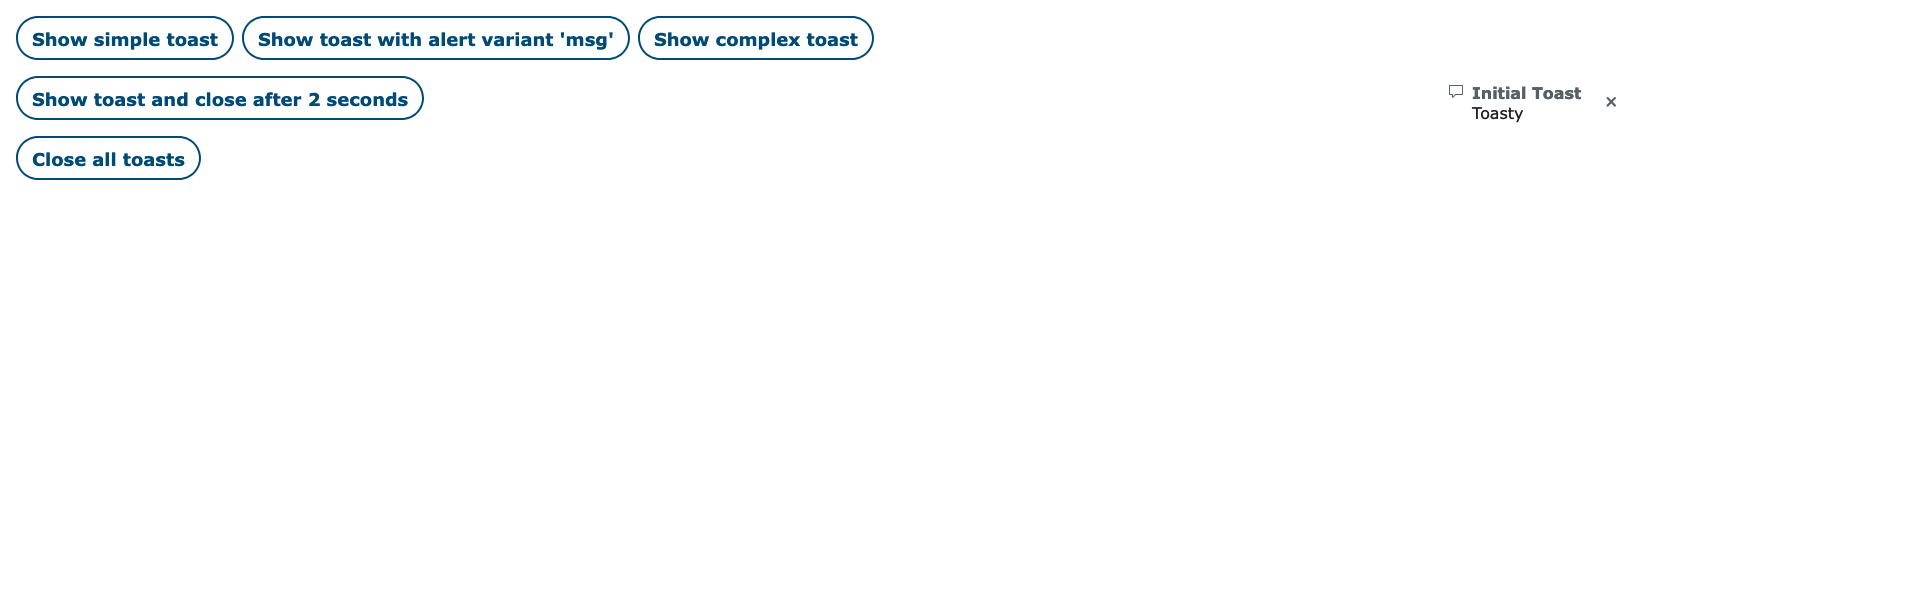 Show simple toast
Show toast with alert variant 'msg'
Show complex toast
Show toast and close after 2 seconds
Close all toasts
Initial Toast
Toasty